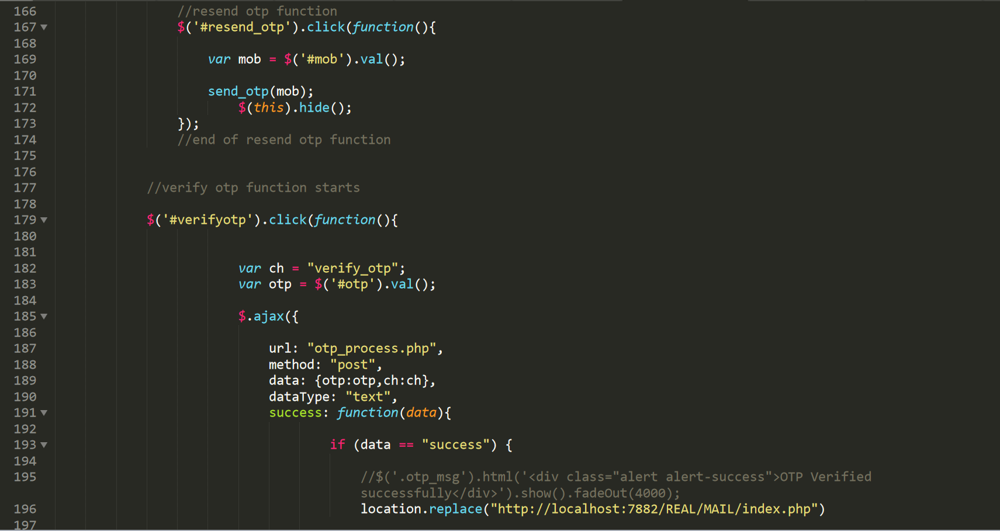 166 //resend otp function
167 $('#resend_otp').click(function(){
168
169 var mob = $('#mob').val();
170
171 send_otp(mob);
172 $(this).hide();
173 });
174 //end of resend otp function
175
176
177 //verify otp function starts
178
179 $('#verifyotp').click(function(){
180
181
182 var ch = "verify_otp";
183 var otp = $('#otp').val();
184
185 $.ajax({
186
187 url: "otp_process.php",
188 method: "post",
189 data: {otp:otp,ch:ch},
190 dataType: "text",
191 success: function(data){
192
193 if (data == "success") {
194
195 //$('.otp_msg').html('<div class="alert alert-success">OTP Verified
successfully</div>').show().fadeOut(4000);
196 location.replace("http://localhost:7882/REAL/MAIL/index.php")
197